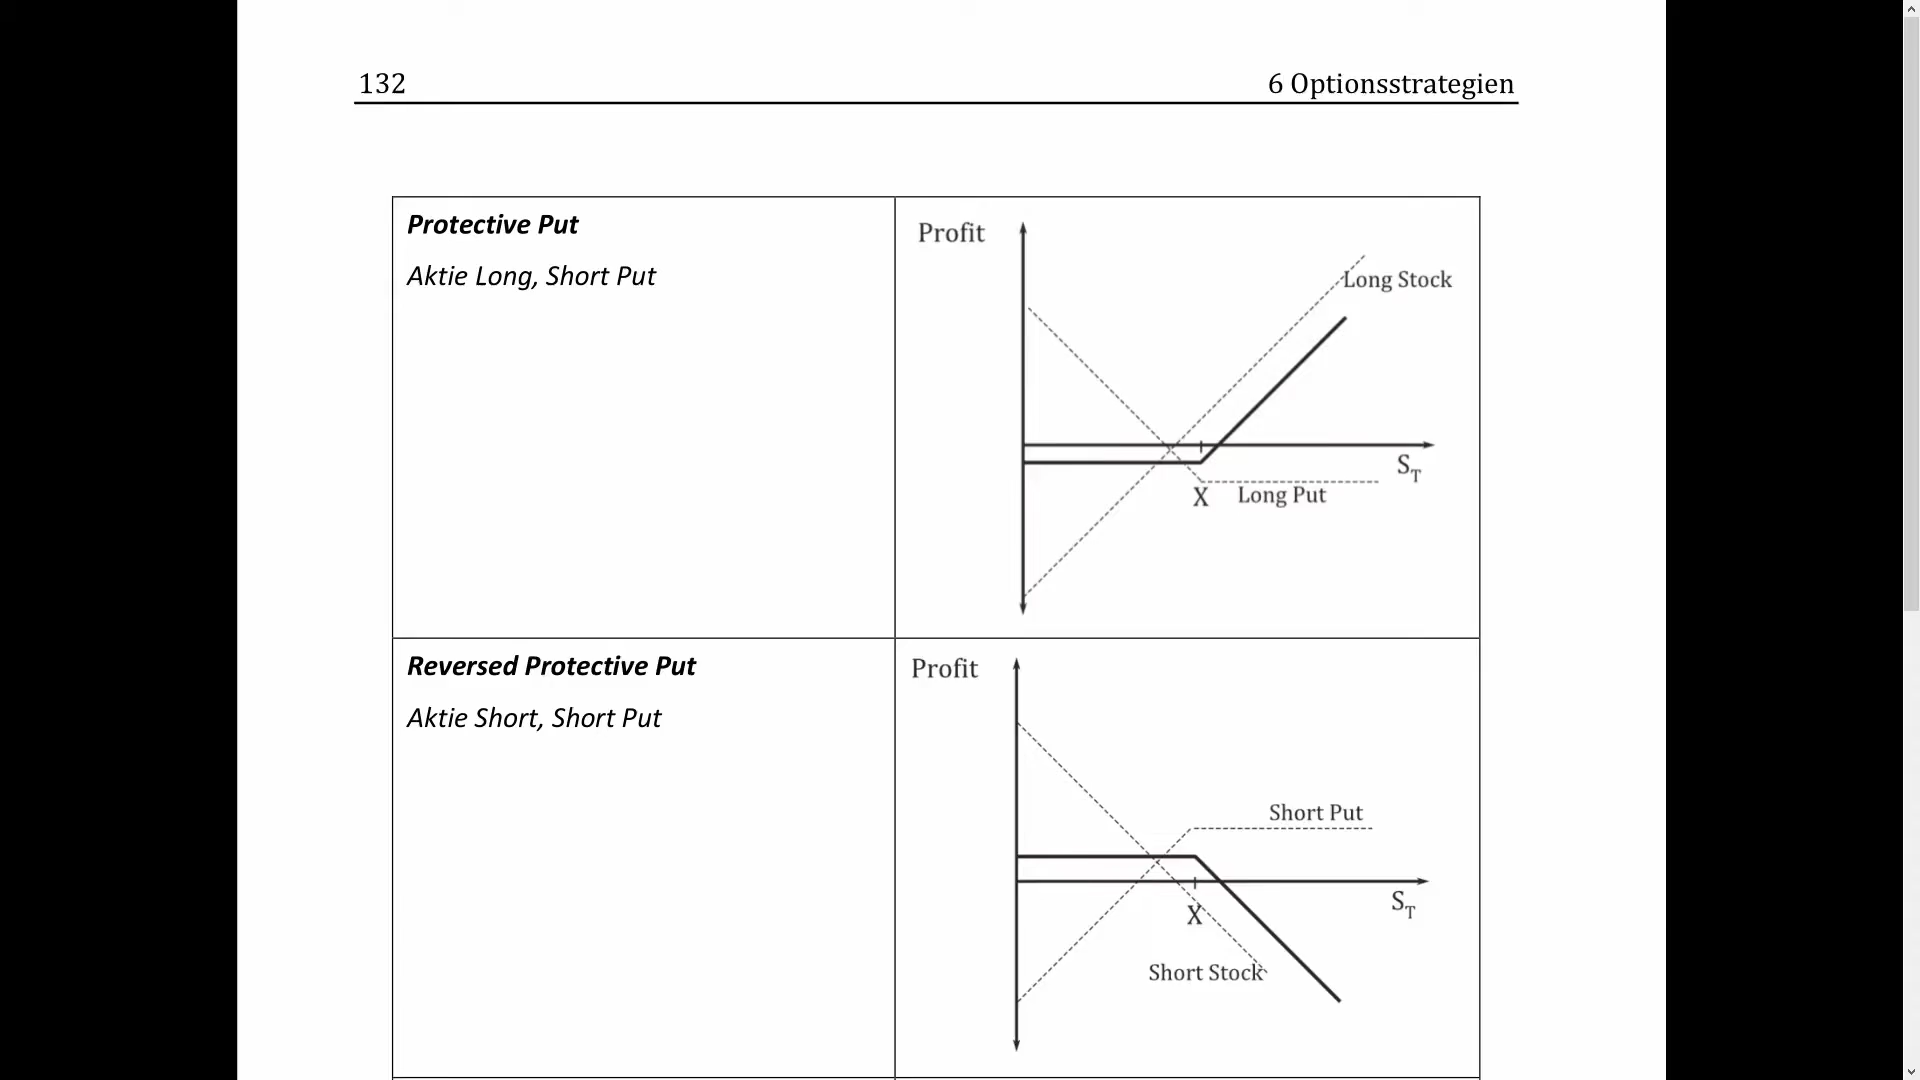 132 6 Optionsstrategien
Protective Put
Aktie Long, Short Put
Profit
Long Stock
S_T
X Long Put
Reversed Protective Put
Aktie Short, Short Put
Profit
Short Put
S_T
X
Short Stock